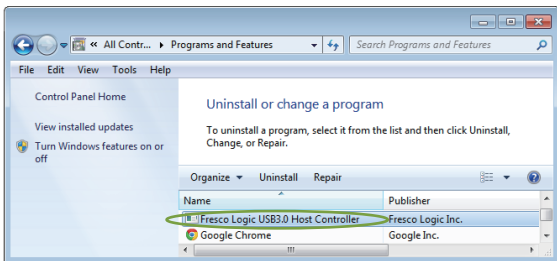 « All Contr... ▸ Programs and Features
Search Programs and Features
File Edit View Tools Help
Control Panel Home
View installed updates
Turn Windows features on or
off
Uninstall or change a program
To uninstall a program, select it from the list and then click Uninstall,
Change, or Repair.
Organize Uninstall Repair
Name Publisher
Fresco Logic USB3.0 Host Controller Fresco Logic Inc.
Google Chrome Google Inc.